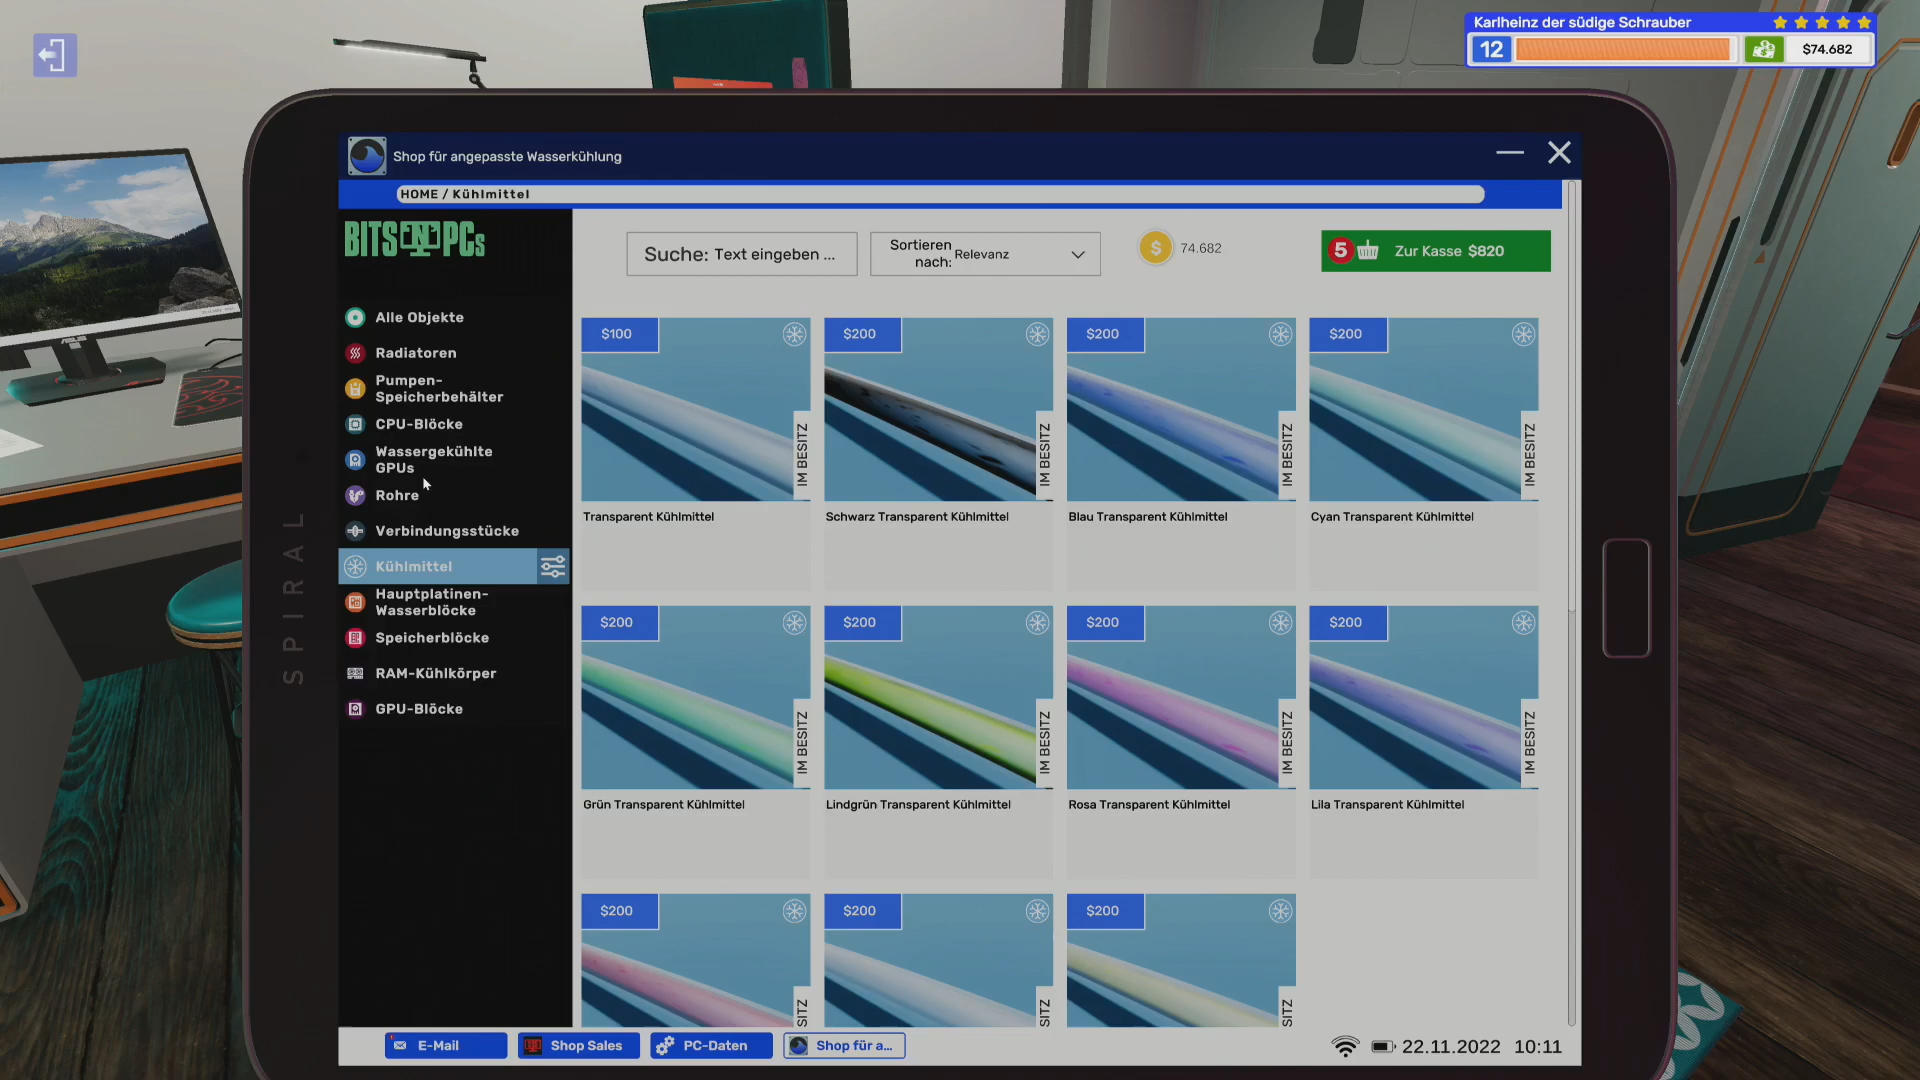 Karlheinz der südige Schrauber
12
$74.682
Shop für angepasste Wasserkühlung
HOME / Kühlmittel
BITS N PCs
Suche: Text eingeben ...
Sortieren nach: Relevanz
$ 74.682
5 Zur Kasse $820
Alle Objekte
Radiatoren
Pumpen-
Speicherbehälter
CPU-Blöcke
Wassergekühlte
GPUs
Rohre
Verbindungsstücke
Kühlmittel
Hauptplatinen-
Wasserblöcke
Speicherblöcke
RAM-Kühlkörper
GPU-Blöcke
$100
IM BESITZ
Transparent Kühlmittel
$200
IM BESITZ
Schwarz Transparent Kühlmittel
$200
IM BESITZ
Blau Transparent Kühlmittel
$200
IM BESITZ
Cyan Transparent Kühlmittel
$200
IM BESITZ
Grün Transparent Kühlmittel
$200
IM BESITZ
Lindgrün Transparent Kühlmittel
$200
IM BESITZ
Rosa Transparent Kühlmittel
$200
IM BESITZ
Lila Transparent Kühlmittel
$200
SITZ
$200
SITZ
$200
SITZ
SPIRAL
E-Mail
Shop Sales
PC-Daten
Shop für a...
22.11.2022 10:11